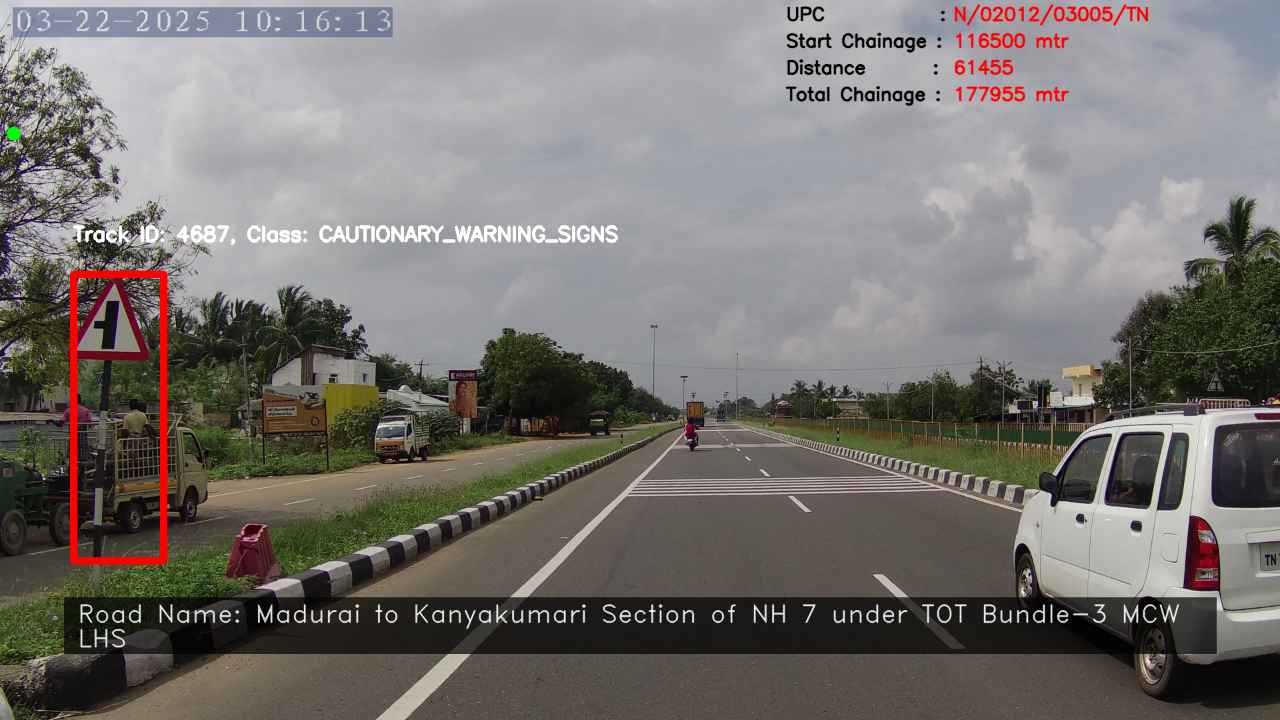 03-22-2025 10:16:13
UPC : N/02012/03005/TN
Start Chainage : 116500 mtr
Distance : 61455
Total Chainage : 177955 mtr
Track ID: 4687, Class: CAUTIONARY_WARNING_SIGNS
TN
Road Name: Madurai to Kanyakumari Section of NH 7 under TOT Bundle-3 MCW
LHS